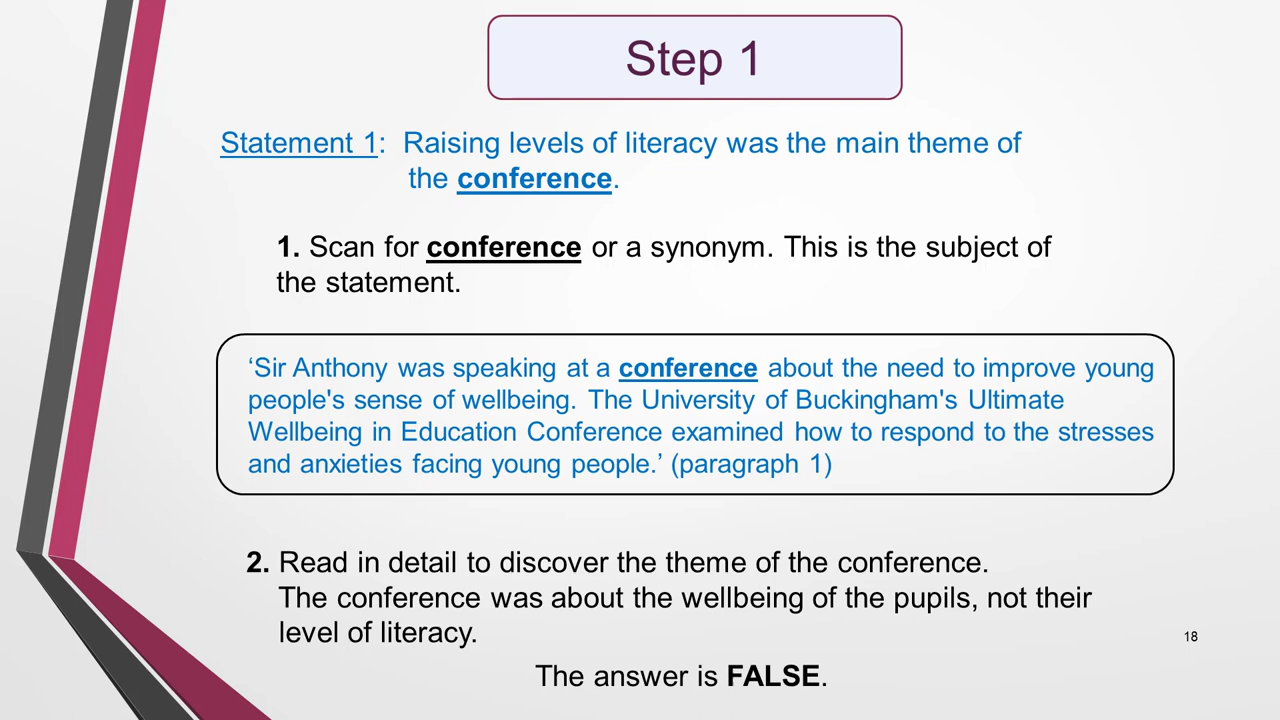 Step 1
Statement 1:  Raising levels of literacy was the main theme of
the conference.
1. Scan for conference or a synonym. This is the subject of
the statement.
‘Sir Anthony was speaking at a conference about the need to improve young
people's sense of wellbeing.  The University of Buckingham's Ultimate
Wellbeing in Education Conference examined how to respond to the stresses
and anxieties facing young people.’ (paragraph 1)
2. Read in detail to discover the theme of the conference.
The conference was about the wellbeing of the pupils, not their
level of literacy.
18
The answer is FALSE.